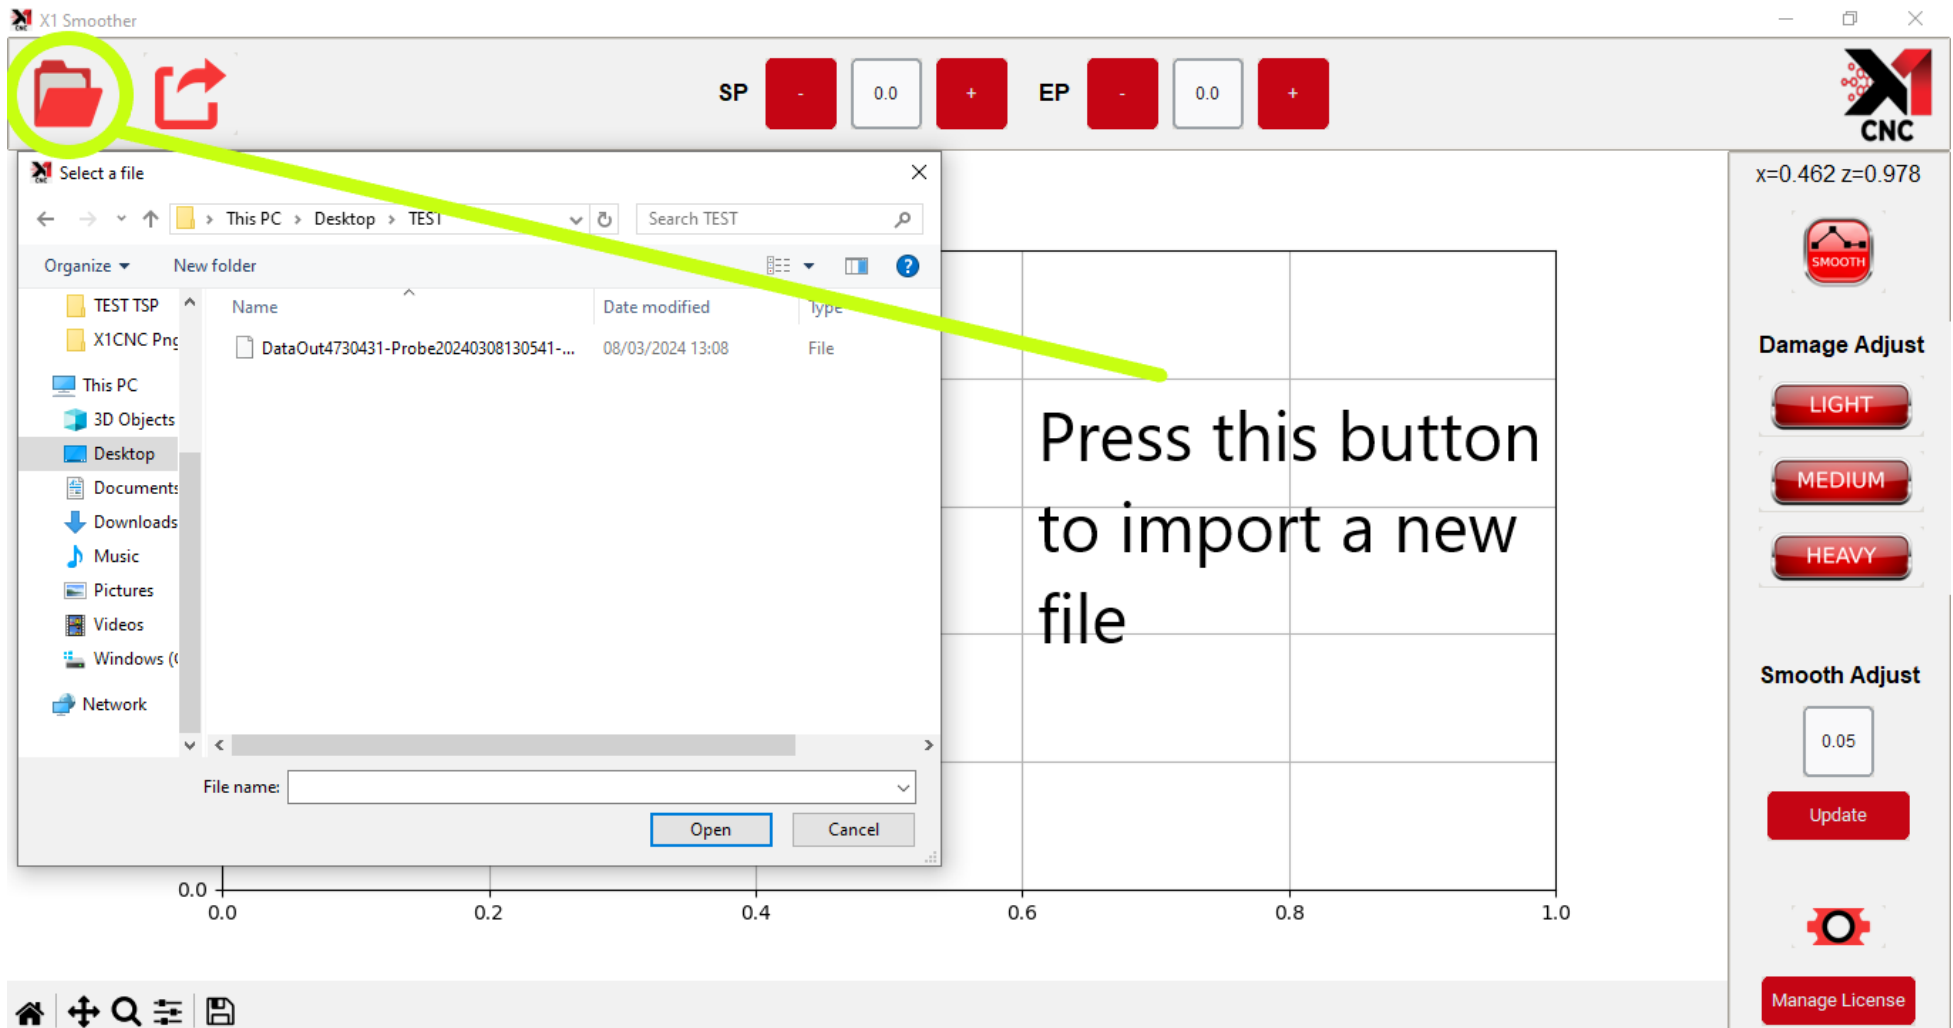 X1 Smoother
SP - 0.0 + EP - 0.0 +
CNC
Select a file
This PC > Desktop > TEST
Search TEST
Organize
New folder
?
Name
Date modified
Type
TEST TSP
X1CNC Png
DataOut4730431-Probe20240308130541-...
08/03/2024 13:08
File
This PC
3D Objects
Desktop
Documents
Downloads
Music
Pictures
Videos
Windows (
Network
File name:
Open
Cancel
Press this button
to import a new
file
0.0
0.0
0.2
0.4
0.6
0.8
1.0
x=0.462 z=0.978
SMOOTH
Damage Adjust
LIGHT
MEDIUM
HEAVY
Smooth Adjust
0.05
Update
Manage License